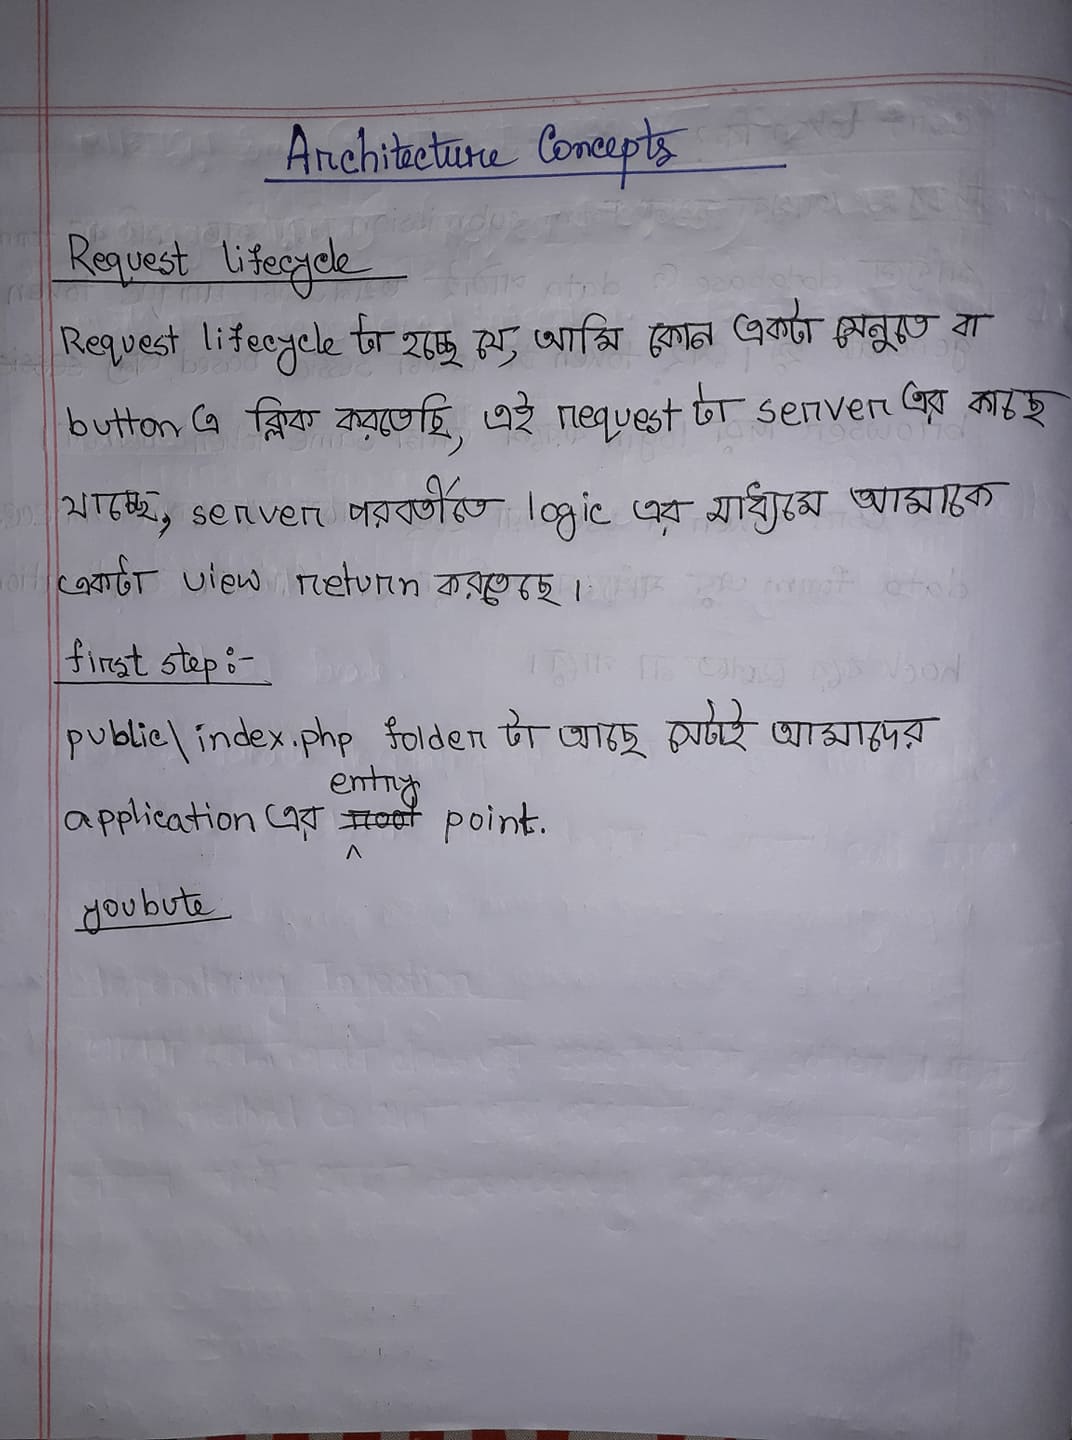 Architecture Concepts
Request lifecycle
Request lifecycle টা হচ্ছে যে, আমি কোন একটা মেনুতে বা
button এ ক্লিক করতেছি, এই request টা server এর কাছে
যাচ্ছে, server পরবর্তীতে logic এর মাধ্যমে আমাকে
একটা view return করতেছে।
first step :-
public\index.php folder টা আছে সেটাই আমাদের
entry
application এর root point.
youbute